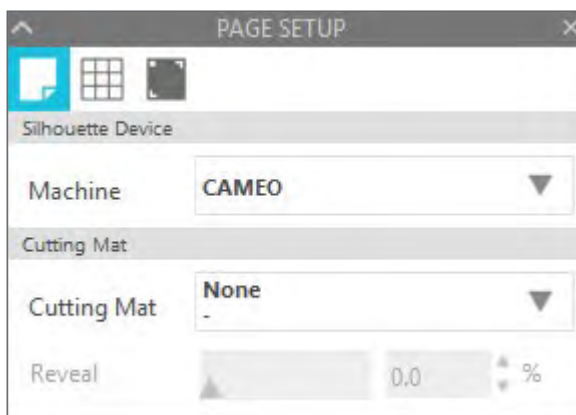 PAGE SETUP
Silhouette Device
Machine CAMEO
Cutting Mat
Cutting Mat None
-
Reveal 0.0 %